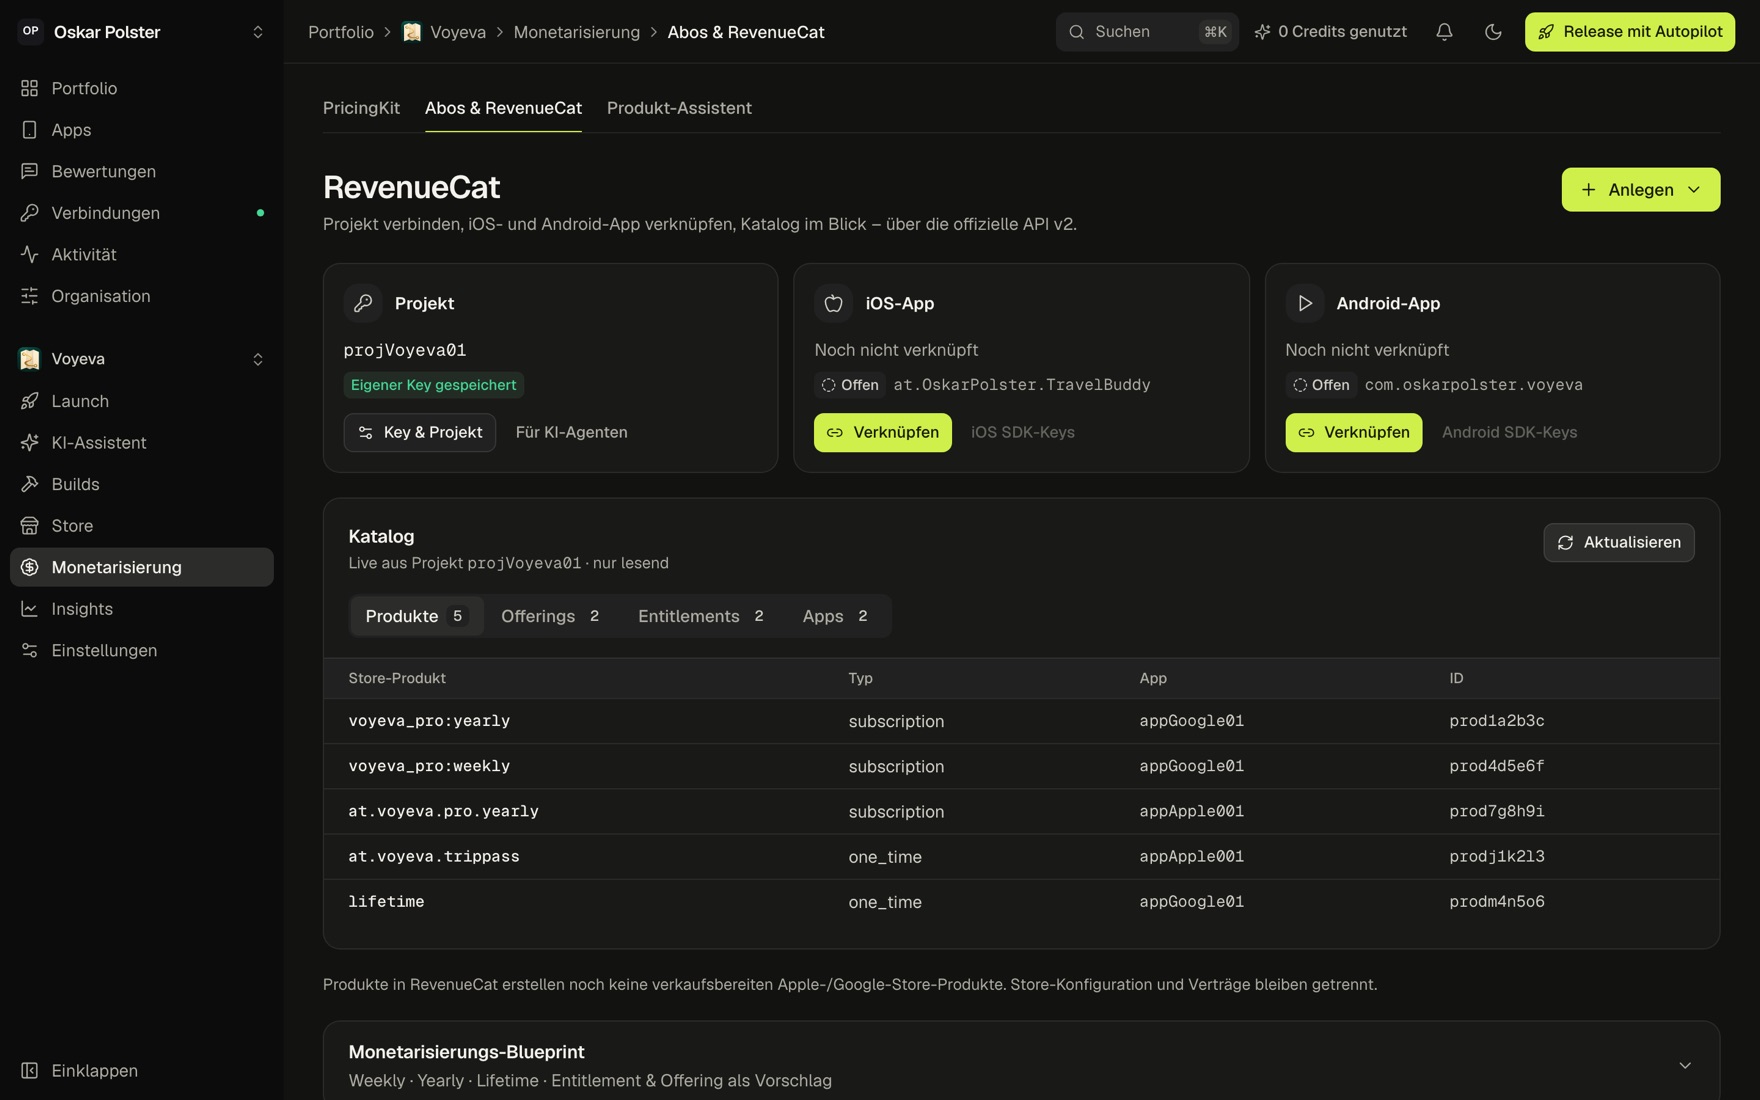 OP Oskar Polster
Portfolio
Apps
Bewertungen
Verbindungen
Aktivität
Organisation
Voyeva
Launch
KI-Assistent
Builds
Store
Monetarisierung
Insights
Einstellungen
Einklappen
Portfolio > Voyeva > Monetarisierung > Abos & RevenueCat
Suchen ⌘K
0 Credits genutzt
Release mit Autopilot
PricingKit Abos & RevenueCat Produkt-Assistent
RevenueCat
Projekt verbinden, iOS- und Android-App verknüpfen, Katalog im Blick – über die offizielle API v2.
+ Anlegen
Projekt
projVoyeva01
Eigener Key gespeichert
Key & Projekt Für KI-Agenten
iOS-App
Noch nicht verknüpft
Offen at.OskarPolster.TravelBuddy
Verknüpfen iOS SDK-Keys
Android-App
Noch nicht verknüpft
Offen com.oskarpolster.voyeva
Verknüpfen Android SDK-Keys
Katalog
Live aus Projekt projVoyeva01 · nur lesend
Aktualisieren
Produkte 5 Offerings 2 Entitlements 2 Apps 2
Store-Produkt Typ App ID
voyeva_pro:yearly subscription appGoogle01 prod1a2b3c
voyeva_pro:weekly subscription appGoogle01 prod4d5e6f
at.voyeva.pro.yearly subscription appApple001 prod7g8h9i
at.voyeva.trippass one_time appApple001 prodj1k2l3
lifetime one_time appGoogle01 prodm4n5o6
Produkte in RevenueCat erstellen noch keine verkaufsbereiten Apple-/Google-Store-Produkte. Store-Konfiguration und Verträge bleiben getrennt.
Monetarisierungs-Blueprint
Weekly · Yearly · Lifetime · Entitlement & Offering als Vorschlag